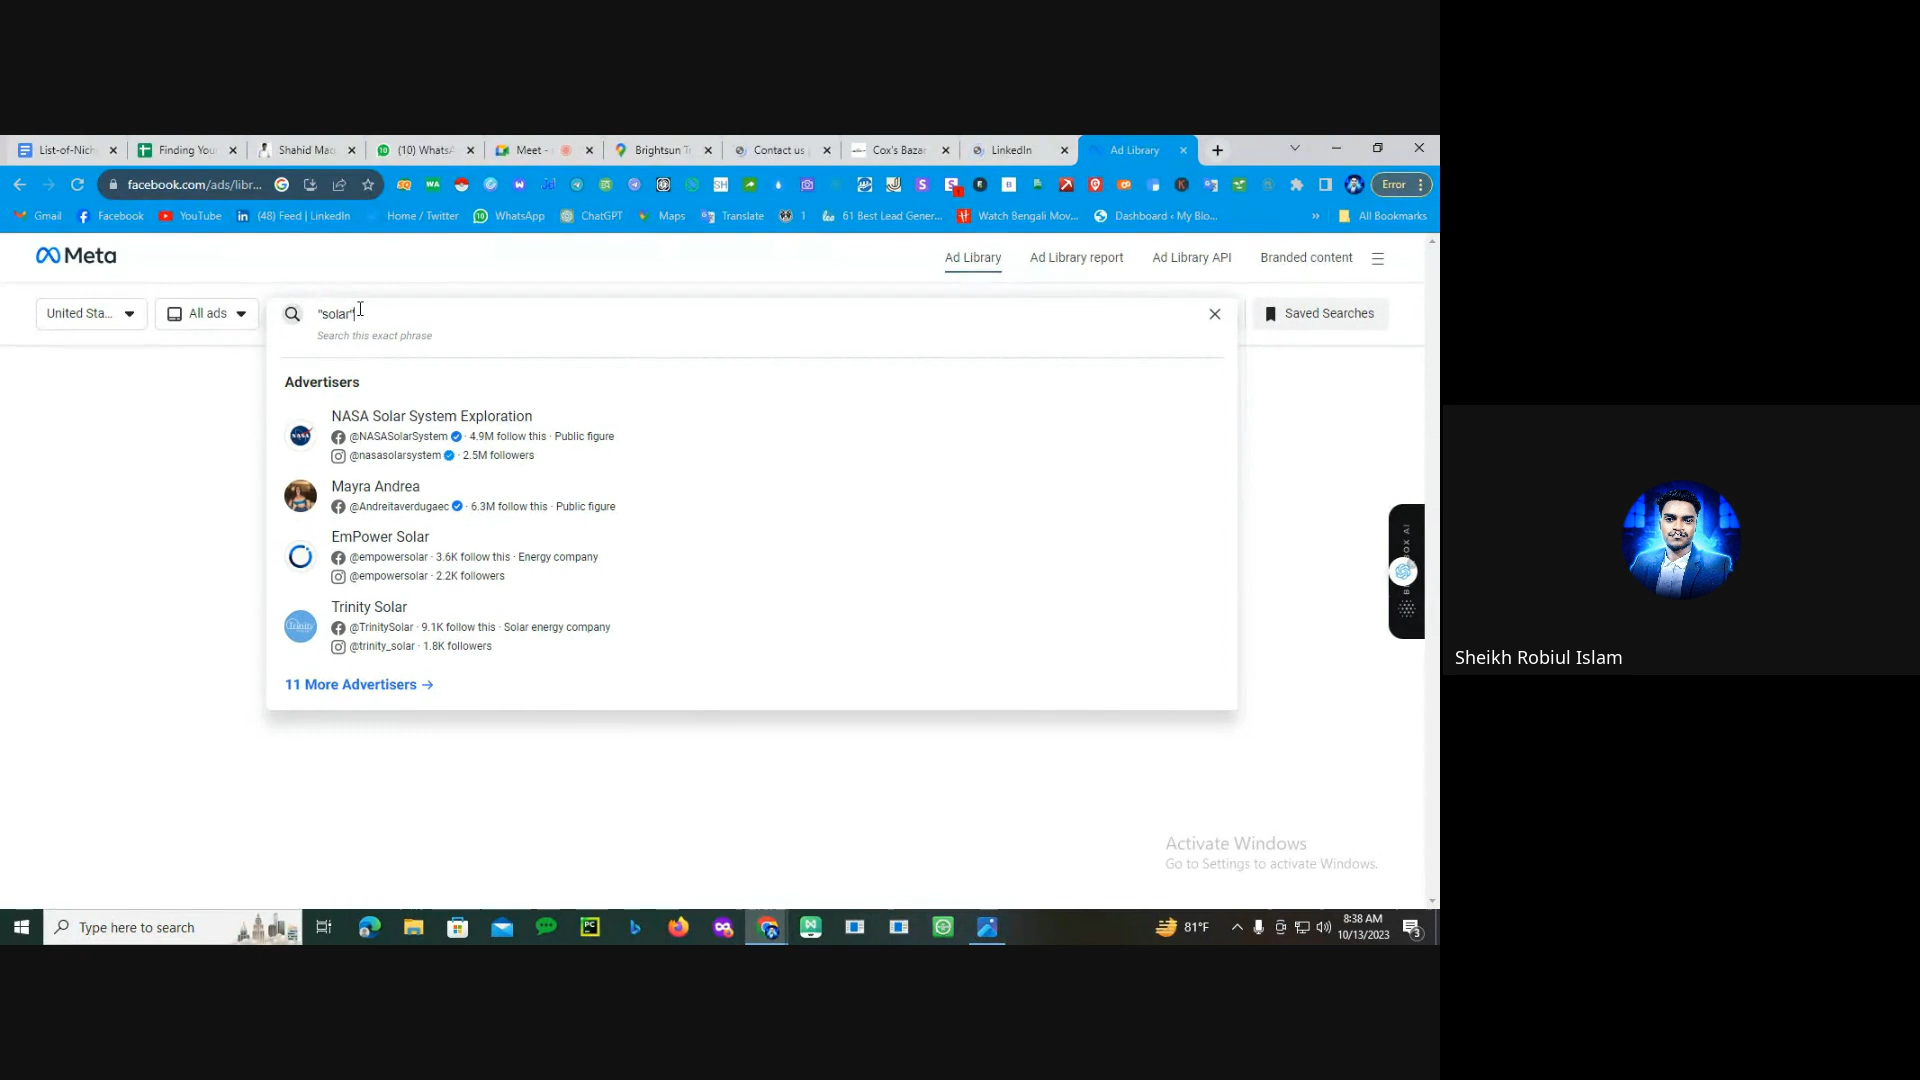 List-of-Nich
Finding You
Shahid Mao
(10) WhatsA
Meet -
Brightsun Tr
Contact us
Cox's Bazar
LinkedIn
Ad Library
facebook.com/ads/libr...
Error
Gmail
Facebook
YouTube
(48) Feed | LinkedIn
Home / Twitter
WhatsApp
ChatGPT
Maps
Translate
1
61 Best Lead Gener...
Watch Bengali Mov...
Dashboard ‹ My Blo...
»
All Bookmarks
Meta
Ad Library
Ad Library report
Ad Library API
Branded content
United Sta...
All ads
"solar"
Search this exact phrase
Saved Searches
Advertisers
NASA Solar System Exploration
@NASASolarSystem · 4.9M follow this · Public figure
@nasasolarsystem · 2.5M followers
Mayra Andrea
@Andreitaverdugaec · 6.3M follow this · Public figure
EmPower Solar
@empowersolar · 3.6K follow this · Energy company
@empowersolar · 2.2K followers
Trinity Solar
@TrinitySolar · 9.1K follow this · Solar energy company
@trinity_solar · 1.8K followers
11 More Advertisers →
BOX AI
Sheikh Robiul Islam
Activate Windows
Go to Settings to activate Windows.
Type here to search
81°F
8:38 AM
10/13/2023
3